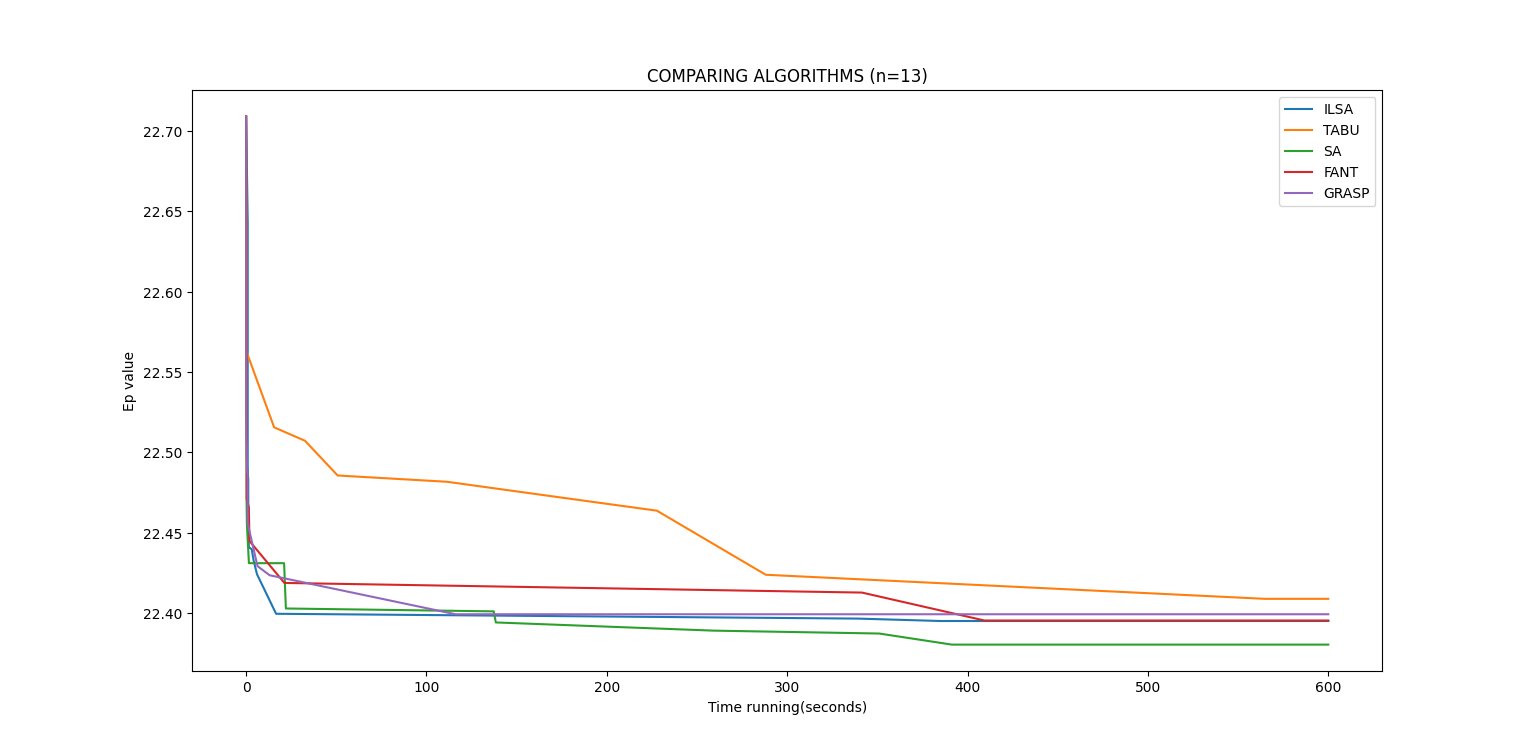 COMPARING ALGORITHMS (n=13)
ILSA
TABU
SA
FANT
GRASP
22.70
22.65
22.60
22.55
22.50
22.45
22.40
Ep value
0 100 200 300 400 500 600
Time running(seconds)